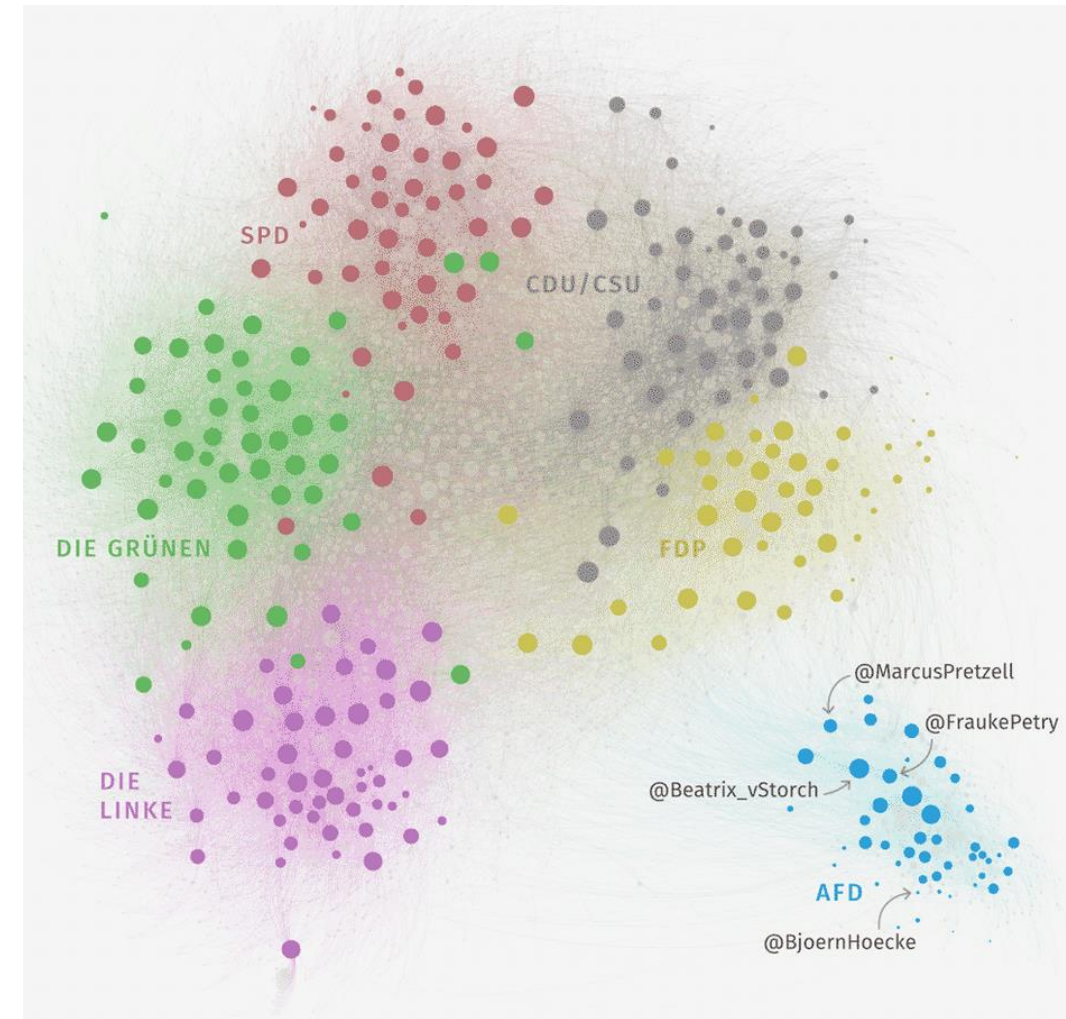 SPD
CDU/CSU
DIE GRÜNEN
FDP
@MarcusPretzell
@FraukePetry
@Beatrix_vStorch
DIE
LINKE
AFD
@BjoernHoecke